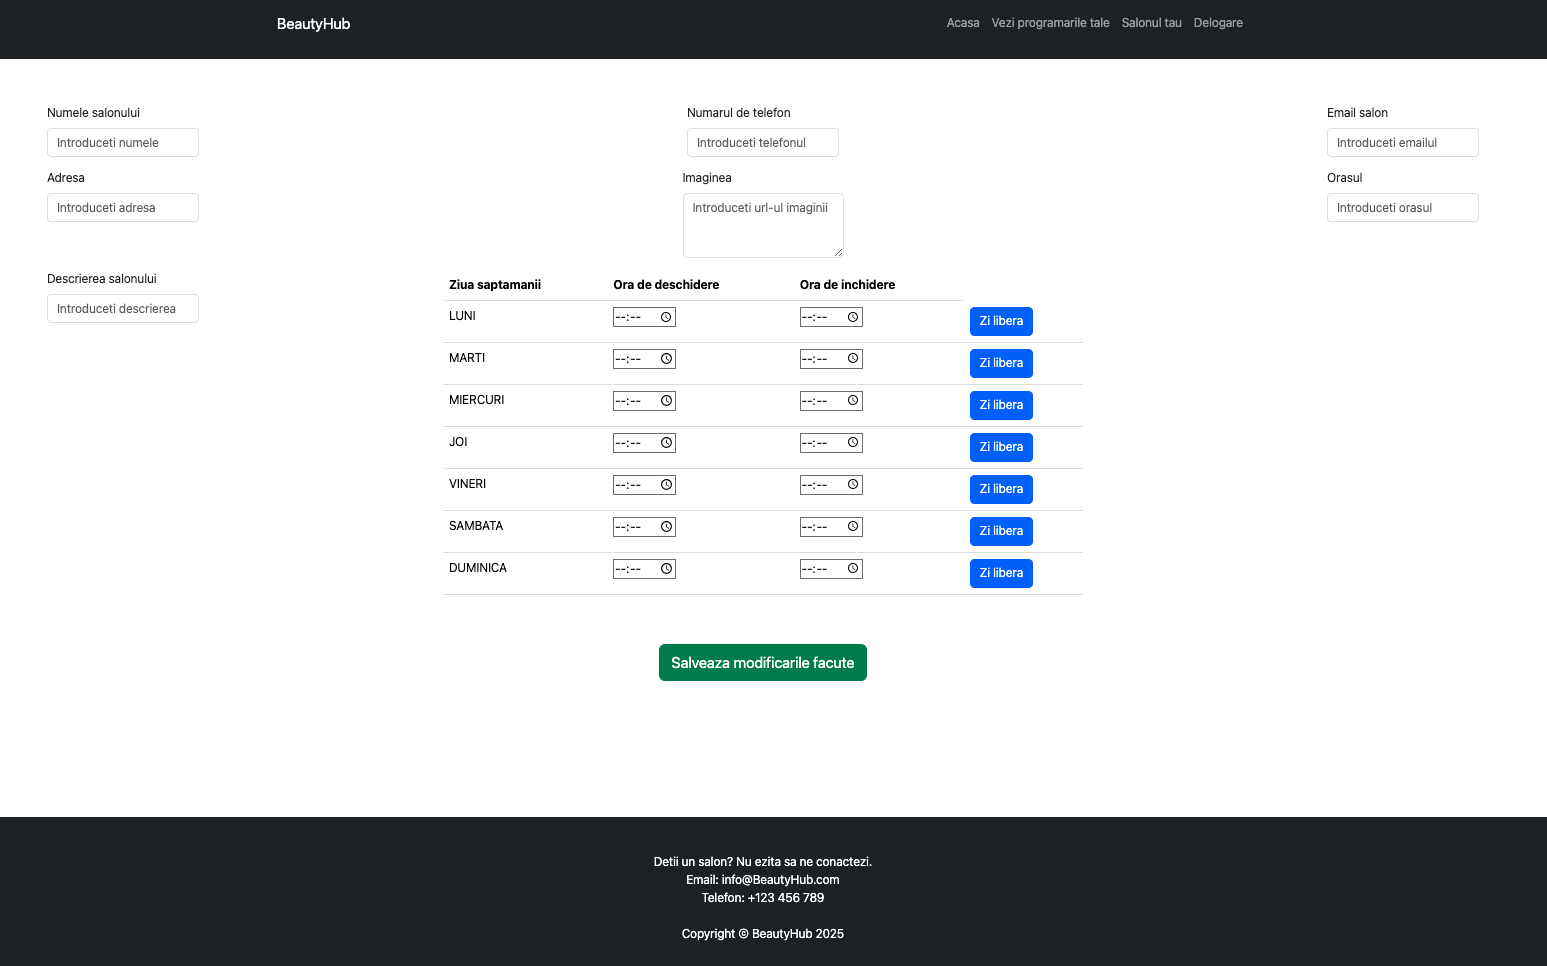 BeautyHub
Acasa Vezi programarile tale Salonul tau Delogare
Numele salonului
Introduceti numele
Numarul de telefon
Introduceti telefonul
Email salon
Introduceti emailul
Adresa
Introduceti adresa
Imaginea
Introduceti url-ul imaginii
Orasul
Introduceti orasul
Descrierea salonului
Introduceti descrierea
Ziua saptamanii Ora de deschidere Ora de inchidere
LUNI --:-- --:-- Zi libera
MARTI --:-- --:-- Zi libera
MIERCURI --:-- --:-- Zi libera
JOI --:-- --:-- Zi libera
VINERI --:-- --:-- Zi libera
SAMBATA --:-- --:-- Zi libera
DUMINICA --:-- --:-- Zi libera
Salveaza modificarile facute
Detii un salon? Nu ezita sa ne conactezi.
Email: info@BeautyHub.com
Telefon: +123 456 789
Copyright © BeautyHub 2025